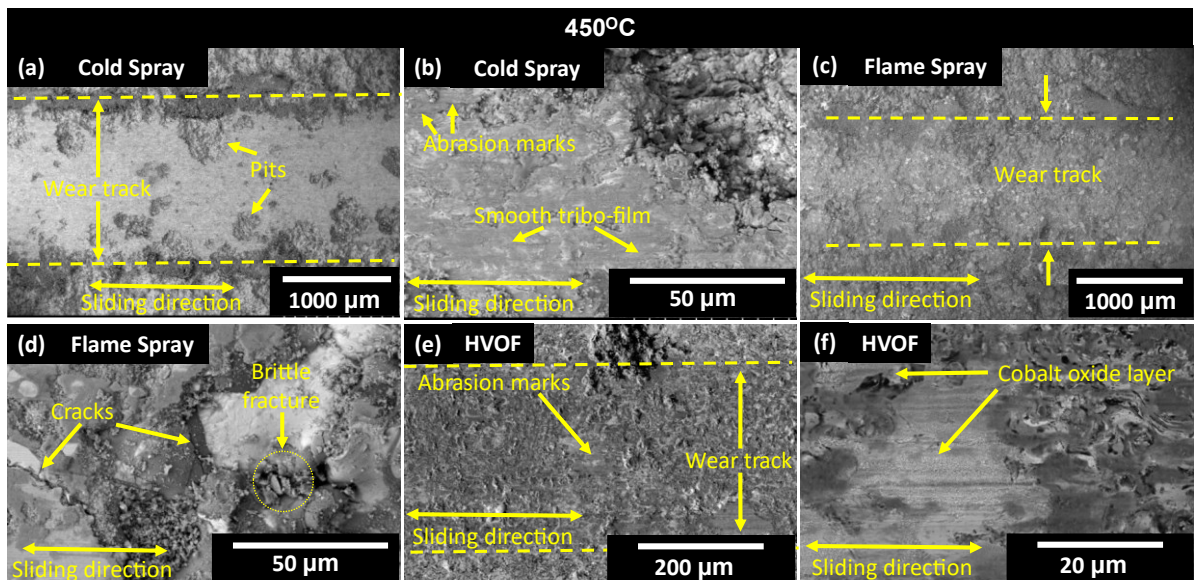 450⁰C
(a) Cold Spray
Pits
Wear track
Sliding direction
1000 µm
(b) Cold Spray
Abrasion marks
Smooth tribo-film
Sliding direction
50 µm
(c) Flame Spray
Wear track
Sliding direction
1000 µm
(d) Flame Spray
Brittle
fracture
Cracks
Sliding direction
50 µm
(e) HVOF
Abrasion marks
Wear track
Sliding direction
200 µm
(f) HVOF
Cobalt oxide layer
Sliding direction
20 µm